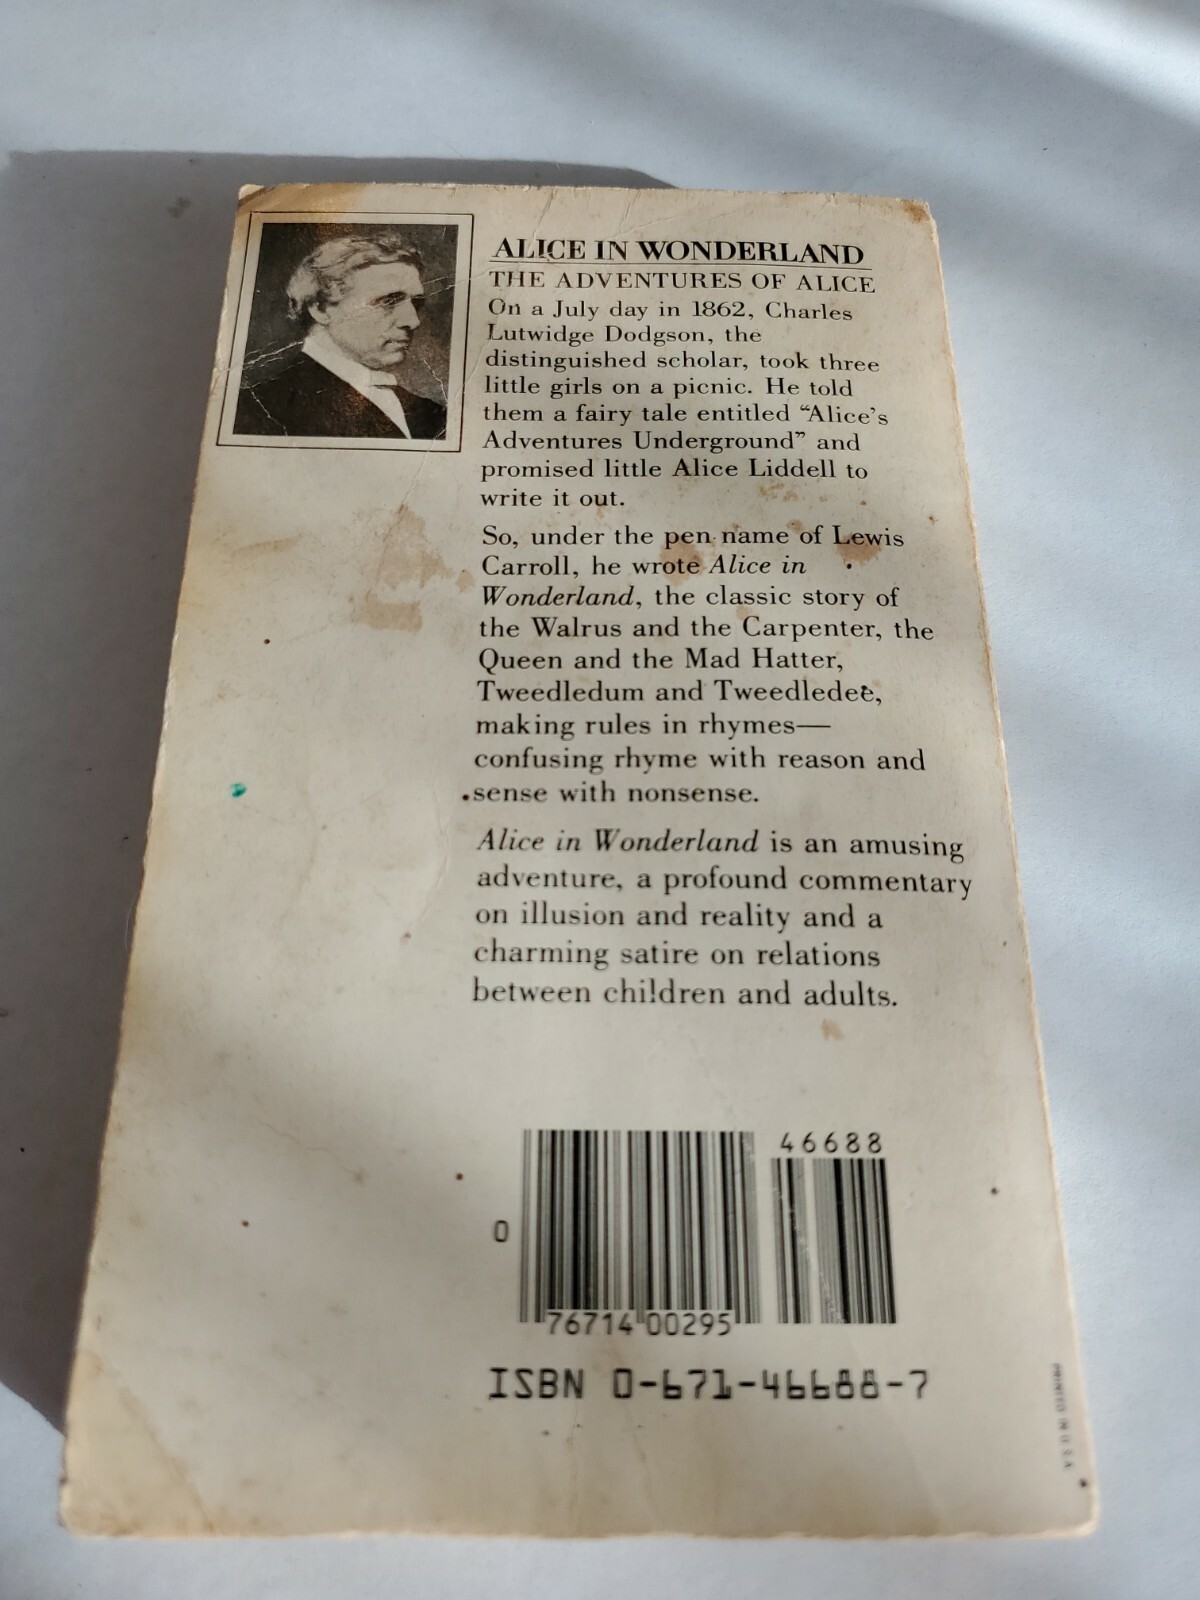 ALICE IN WONDERLAND
THE ADVENTURES OF ALICE
On a July day in 1862, Charles
Lutwidge Dodgson, the
distinguished scholar, took three
little girls on a picnic. He told
them a fairy tale entitled “Alice’s
Adventures Underground” and
promised little Alice Liddell to
write it out.
So, under the pen name of Lewis
Carroll, he wrote Alice in
Wonderland, the classic story of
the Walrus and the Carpenter, the
Queen and the Mad Hatter,
Tweedledum and Tweedledee,
making rules in rhymes—
confusing rhyme with reason and
sense with nonsense.
Alice in Wonderland is an amusing
adventure, a profound commentary
on illusion and reality and a
charming satire on relations
between children and adults.
46688
0
76714 00295
ISBN 0-671-46688-7
PRINTED IN U.S.A.